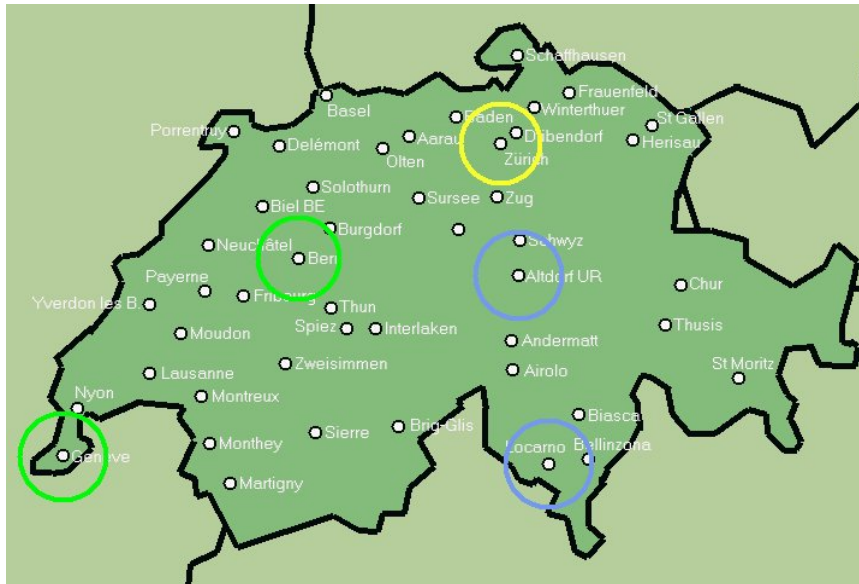 Schaffhausen
Frauenfeld
Basel
Winterthuer
Baden
St Gallen
Porrentruy
Dübendorf
Aarau
Herisau
Delémont
Olten
Zürich
Solothurn
Sursee
Zug
Biel BE
Burgdorf
Neuchâtel
Schwyz
Bern
Altdorf UR
Payerne
Chur
Fribourg
Yverdon les B.
Thun
Spiez
Interlaken
Thusis
Moudon
Andermatt
Zweisimmen
Airolo
St Moritz
Lausanne
Nyon
Montreux
Biasca
Brig-Glis
Sierre
Monthey
Locarno
Bellinzona
Genève
Martigny